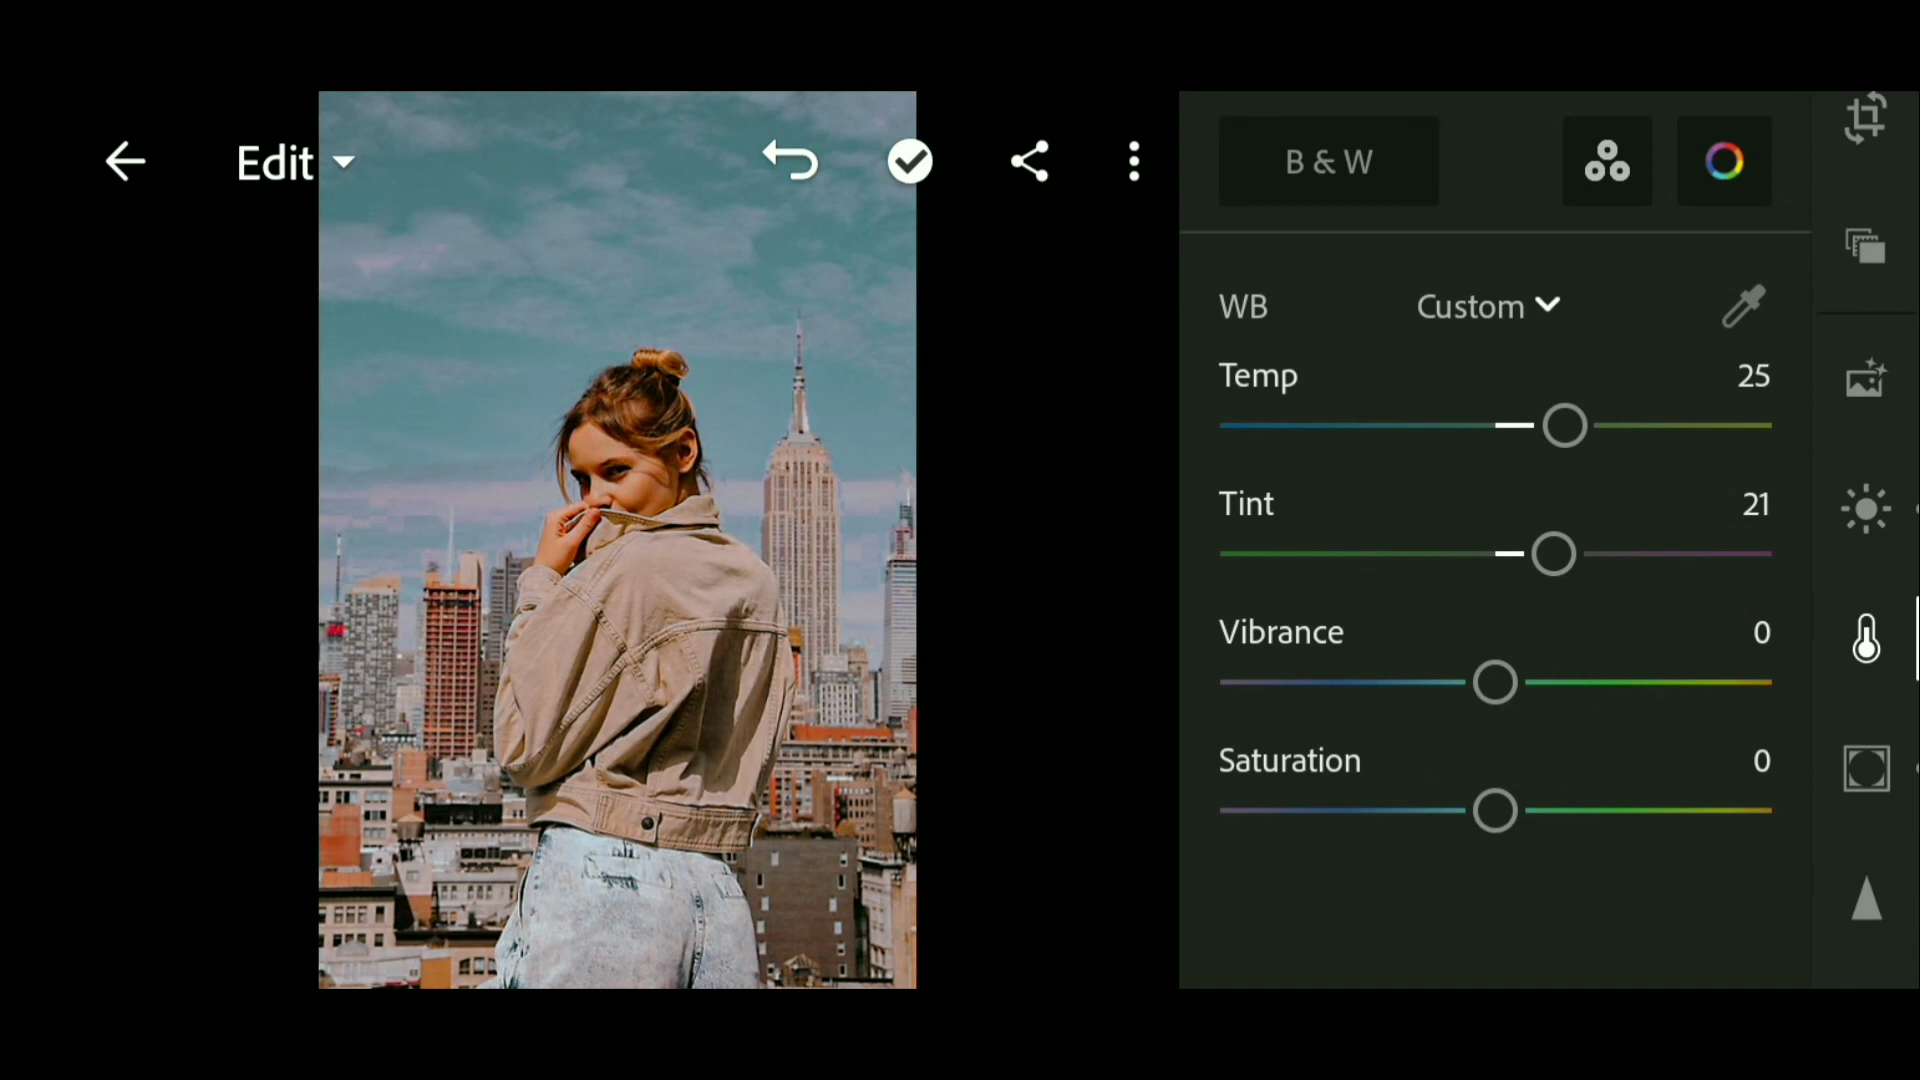 Edit
B & W
WB Custom
Temp 25
Tint 21
Vibrance 0
Saturation 0